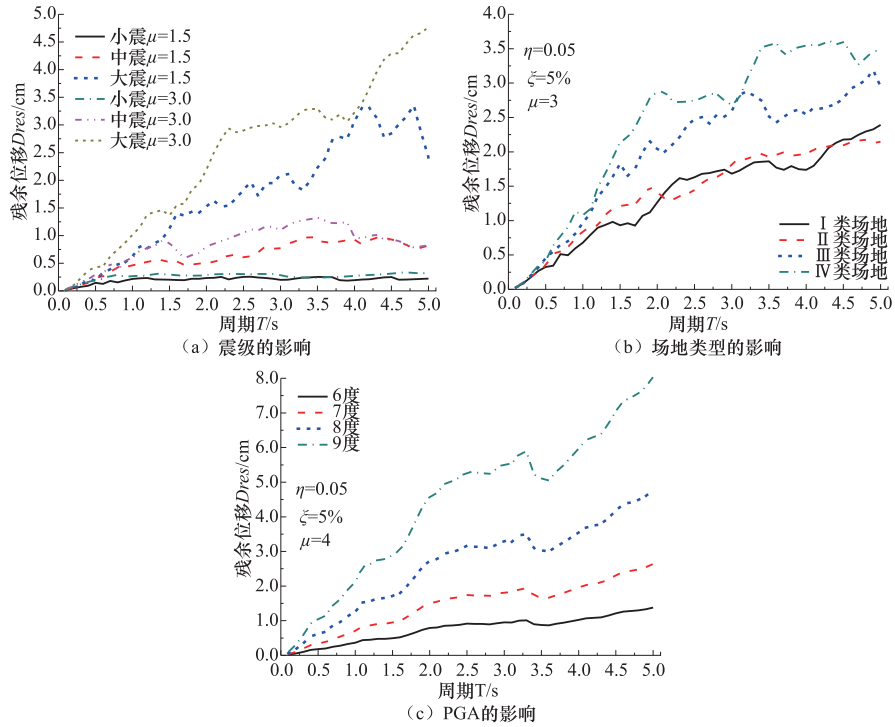 5.0
4.5
4.0
3.5
3.0
2.5
2.0
1.5
1.0
0.5
0.0
残余位移Dres/cm
小震μ=1.5
中震μ=1.5
大震μ=1.5
小震μ=3.0
中震μ=3.0
大震μ=3.0
0.0 0.5 1.0 1.5 2.0 2.5 3.0 3.5 4.0 4.5 5.0
周期T/s
（a）震级的影响
4.0
3.5
3.0
2.5
2.0
1.5
1.0
0.5
0.0
残余位移Dres/cm
η=0.05
ξ=5%
μ=3
Ⅰ类场地
Ⅱ类场地
Ⅲ类场地
Ⅳ类场地
0.0 0.5 1.0 1.5 2.0 2.5 3.0 3.5 4.0 4.5 5.0
周期T/s
（b）场地类型的影响
8.0
7.0
6.0
5.0
4.0
3.0
2.0
1.0
0.0
残余位移Dres/cm
6度
7度
8度
9度
η=0.05
ξ=5%
μ=4
0.0 0.5 1.0 1.5 2.0 2.5 3.0 3.5 4.0 4.5 5.0
周期T/s
（c）PGA的影响